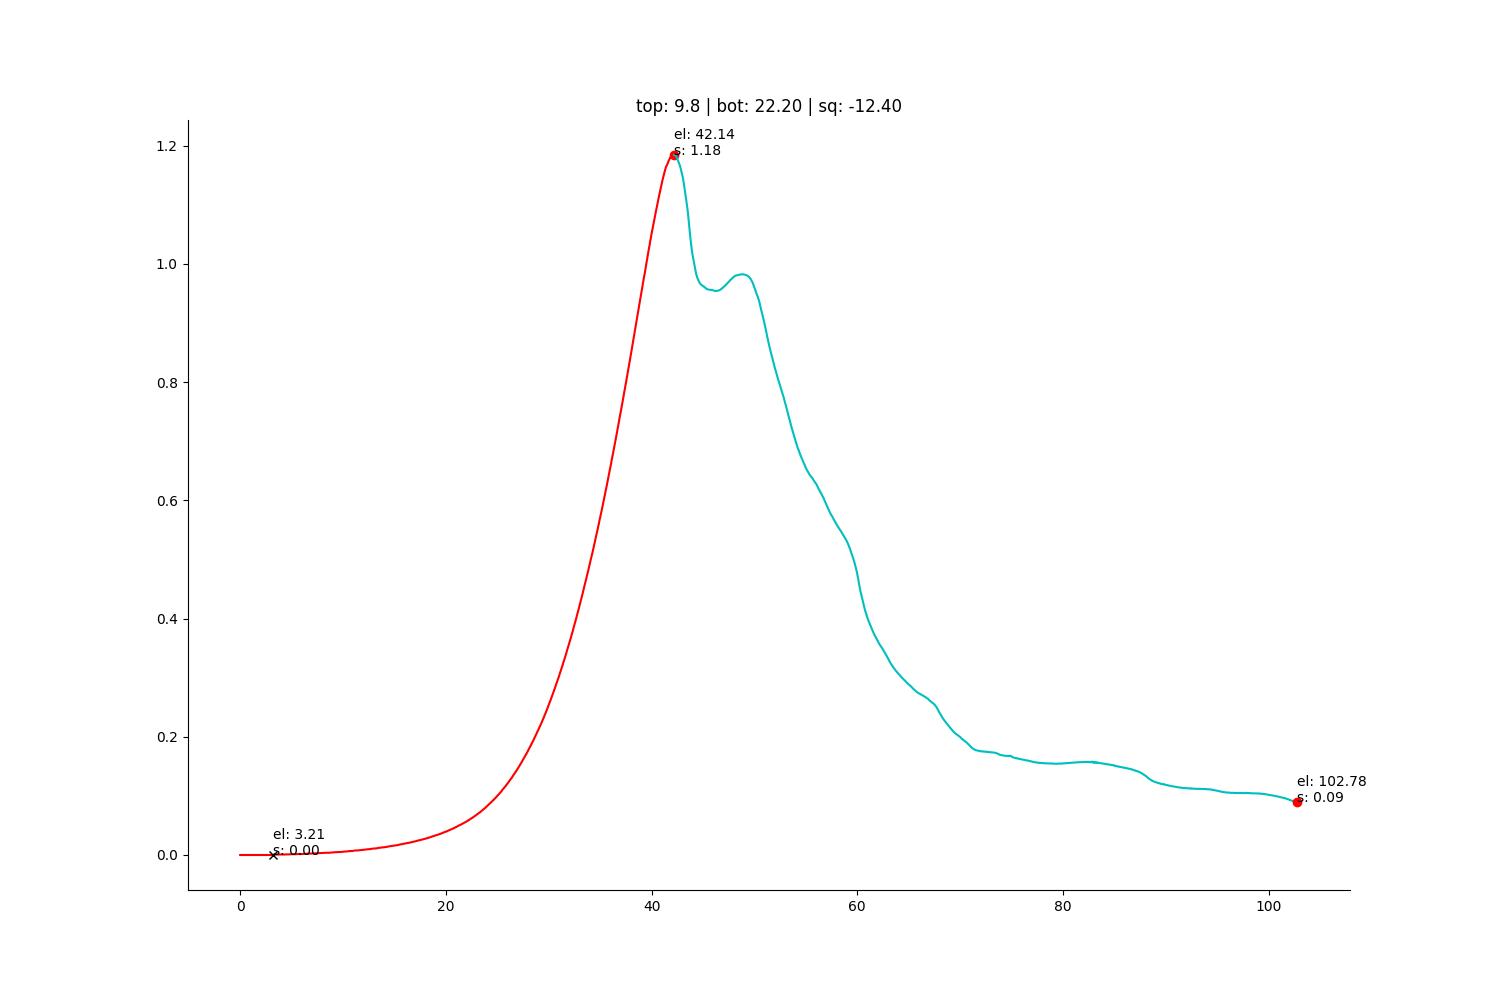 top: 9.8 | bot: 22.20 | sq: -12.40
el: 42.14
s: 1.18
1.2
1.0
0.8
0.6
0.4
0.2
0.0
el: 102.78
s: 0.09
el: 3.21
s: 0.00
0 20 40 60 80 100